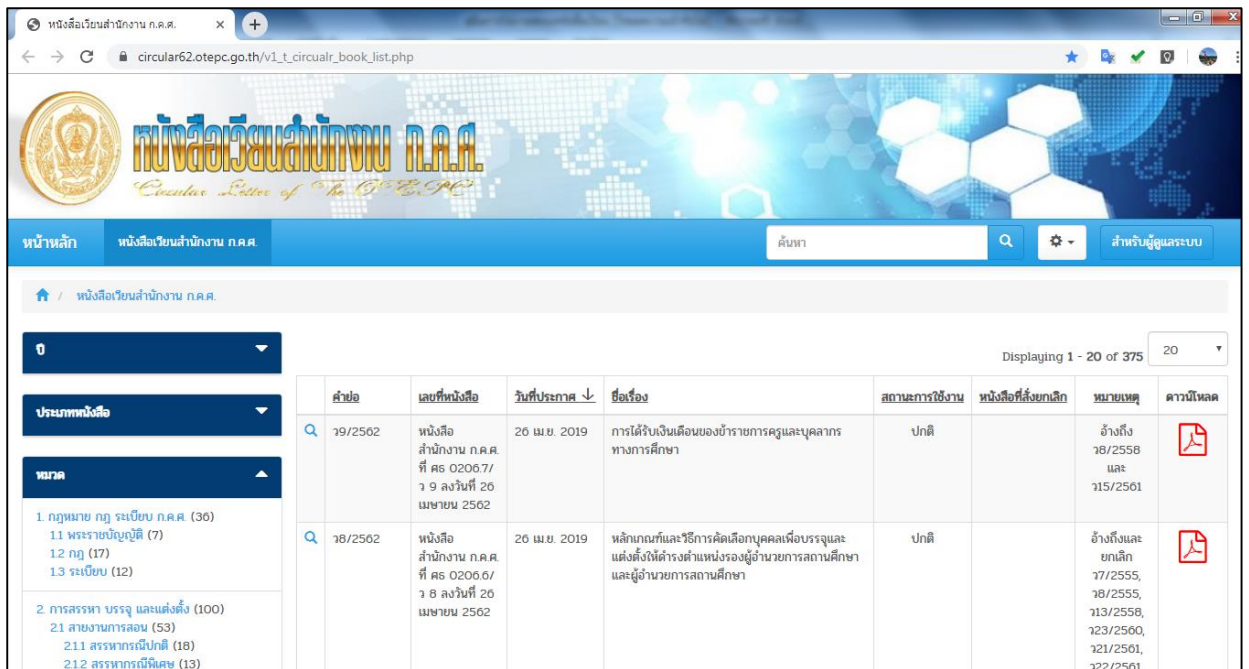 หนังสือเวียนสำนักงาน ก.ค.ศ.
circular62.otepc.go.th/v1_t_circualr_book_list.php
หนังสือเวียนสำนักงาน ก.ค.ศ.
Circular Letter of The OTEPC
หน้าหลัก
หนังสือเวียนสำนักงาน ก.ค.ศ.
ค้นหา
สำหรับผู้ดูแลระบบ
/ หนังสือเวียนสำนักงาน ก.ค.ศ.
ปี
ประเภทหนังสือ
หมวด
1. กฎหมาย กฎ ระเบียบ ก.ค.ศ. (36)
1.1 พระราชบัญญัติ (7)
1.2 กฎ (17)
1.3 ระเบียบ (12)
2. การสรรหา บรรจุ และแต่งตั้ง (100)
2.1 สายงานการสอน (53)
2.1.1 สรรหากรณีปกติ (18)
2.1.2 สรรหากรณีพิเศษ (13)
Displaying 1 - 20 of 375
20
คำย่อ
เลขที่หนังสือ
วันที่ประกาศ
ชื่อเรื่อง
สถานะการใช้งาน
หนังสือที่สั่งยกเลิก
หมายเหตุ
ดาวน์โหลด
ว9/2562
หนังสือ
สำนักงาน ก.ค.ศ.
ที่ ศธ 0206.7/
ว 9 ลงวันที่ 26
เมษายน 2562
26 เม.ย. 2019
การได้รับเงินเดือนของข้าราชการครูและบุคลากร
ทางการศึกษา
ปกติ
อ้างถึง
ว8/2558
และ
ว15/2561
ว8/2562
หนังสือ
สำนักงาน ก.ค.ศ.
ที่ ศธ 0206.6/
ว 8 ลงวันที่ 26
เมษายน 2562
26 เม.ย. 2019
หลักเกณฑ์และวิธีการคัดเลือกบุคคลเพื่อบรรจุและ
แต่งตั้งให้ดำรงตำแหน่งรองผู้อำนวยการสถานศึกษา
และผู้อำนวยการสถานศึกษา
ปกติ
อ้างถึงและ
ยกเลิก
ว7/2555,
ว8/2555,
ว13/2558,
ว23/2560,
ว21/2561,
ว22/2561